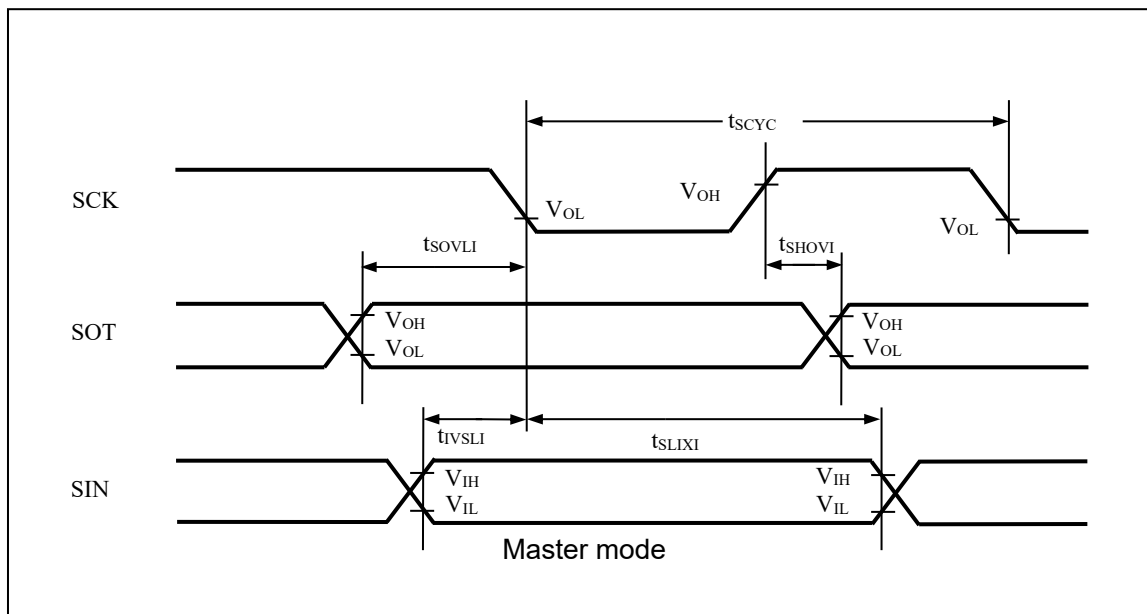 tSCYC
SCK
VOH
VOL
VOL
tSOVLI
tSHOVI
SOT
VOH
VOH
VOL
VOL
tIVSLI
tSLIXI
SIN
VIH
VIH
VIL
VIL
Master mode